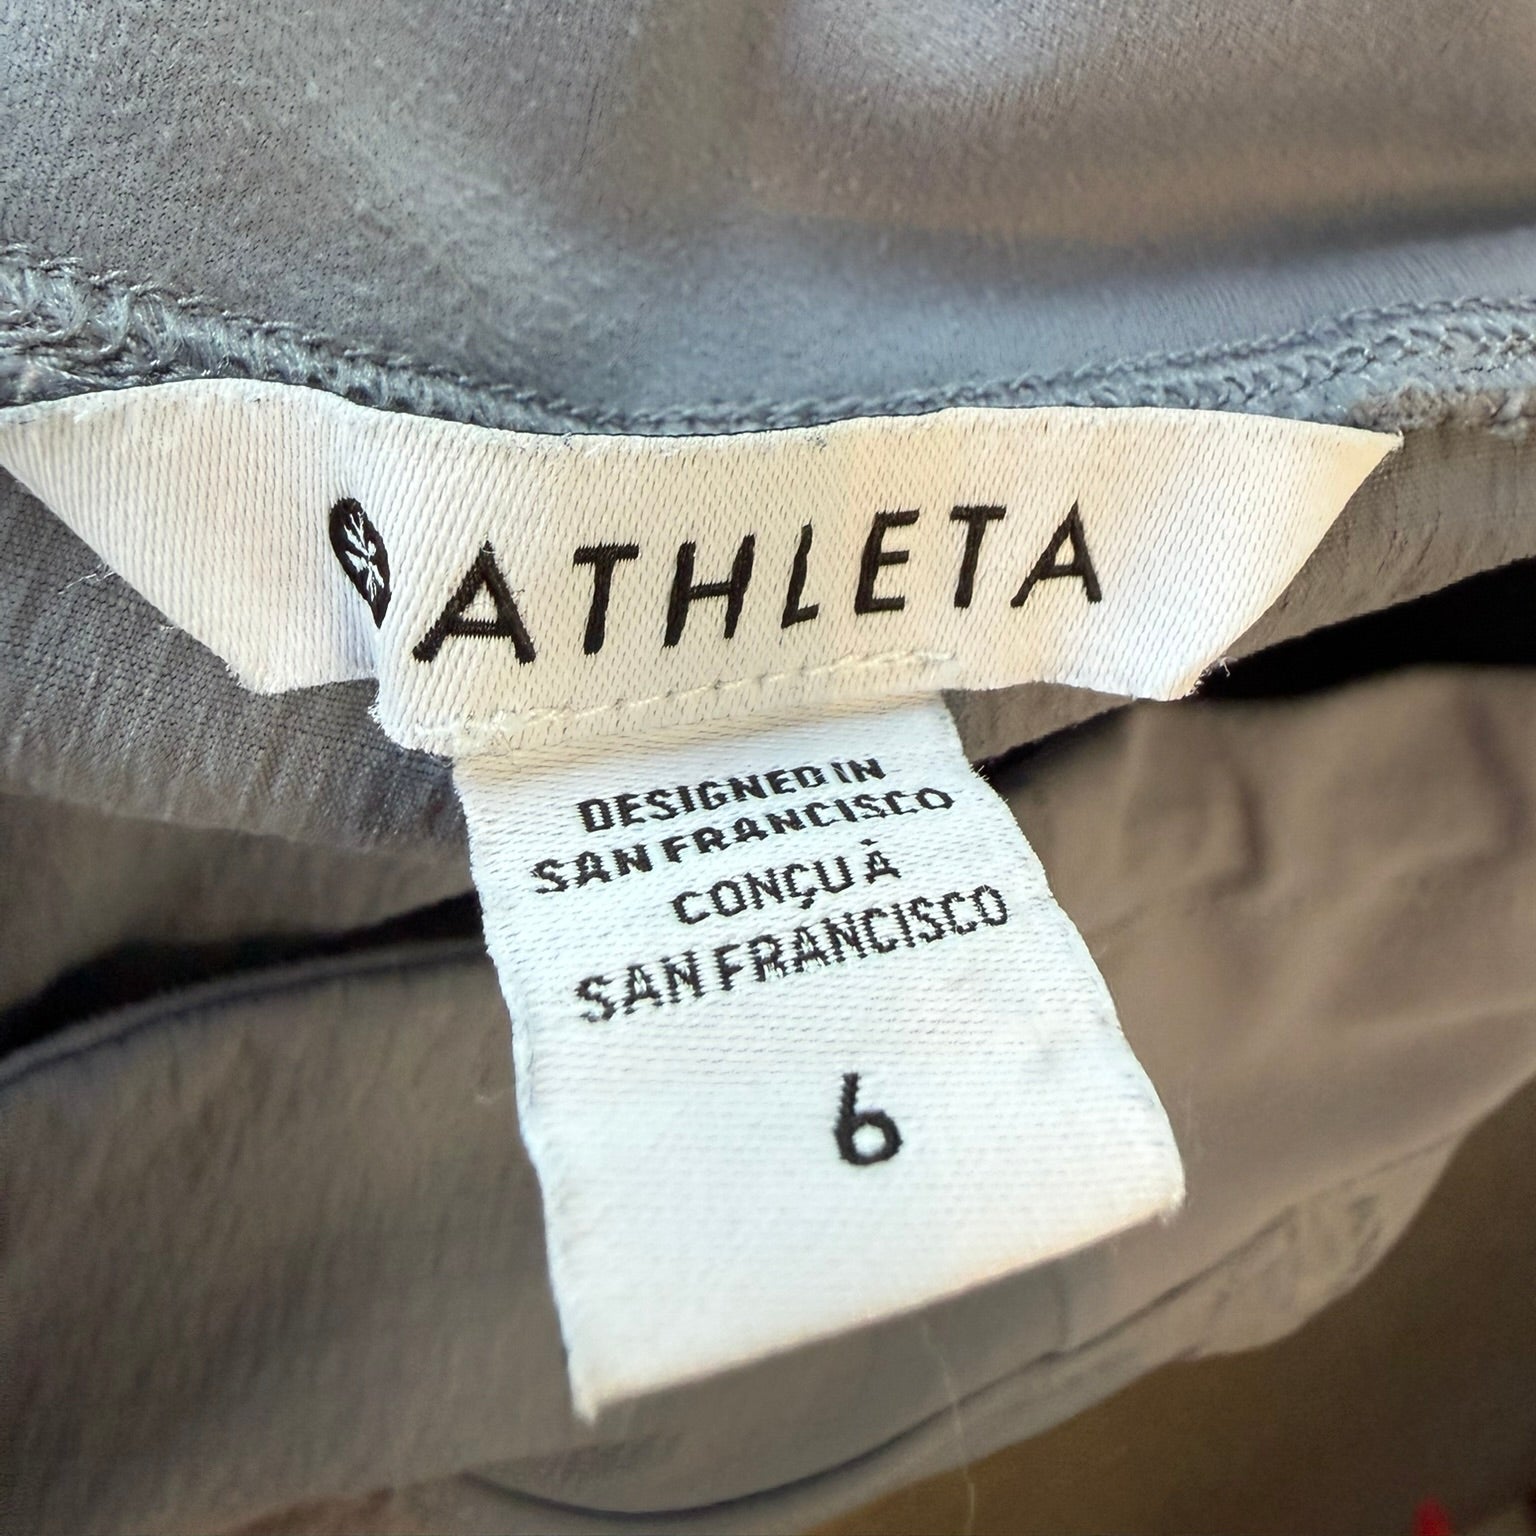 ATHLETA
DESIGNED IN
SAN FRANCISCO
CONÇU À
SAN FRANCISCO
6